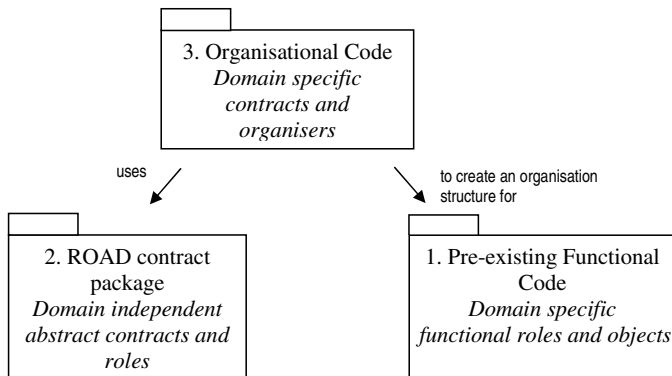 3. Organisational Code
Domain specific
contracts and
organisers
uses
to create an organisation
structure for
2. ROAD contract
package
Domain independent
abstract contracts and
roles
1. Pre-existing Functional
Code
Domain specific
functional roles and objects